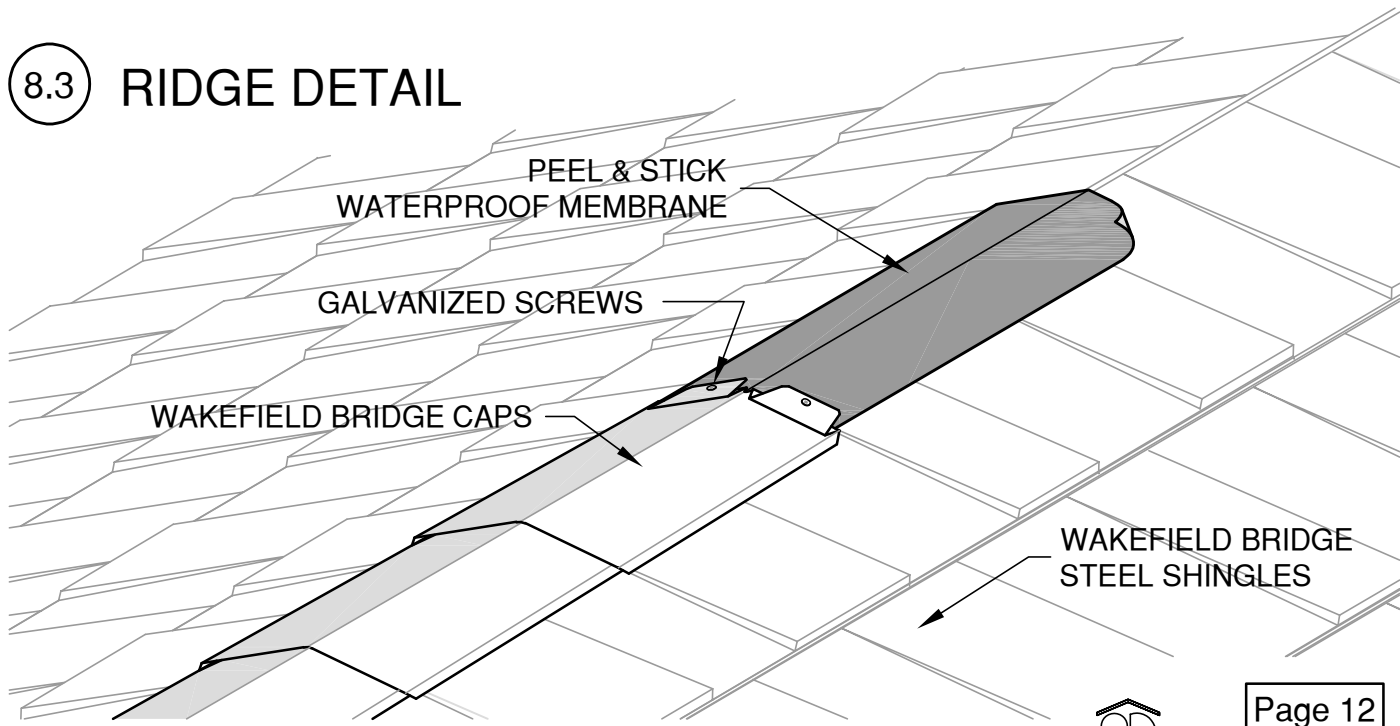 8.3 RIDGE DETAIL
PEEL & STICK
WATERPROOF MEMBRANE
GALVANIZED SCREWS
WAKEFIELD BRIDGE CAPS
WAKEFIELD BRIDGE
STEEL SHINGLES
Page 12